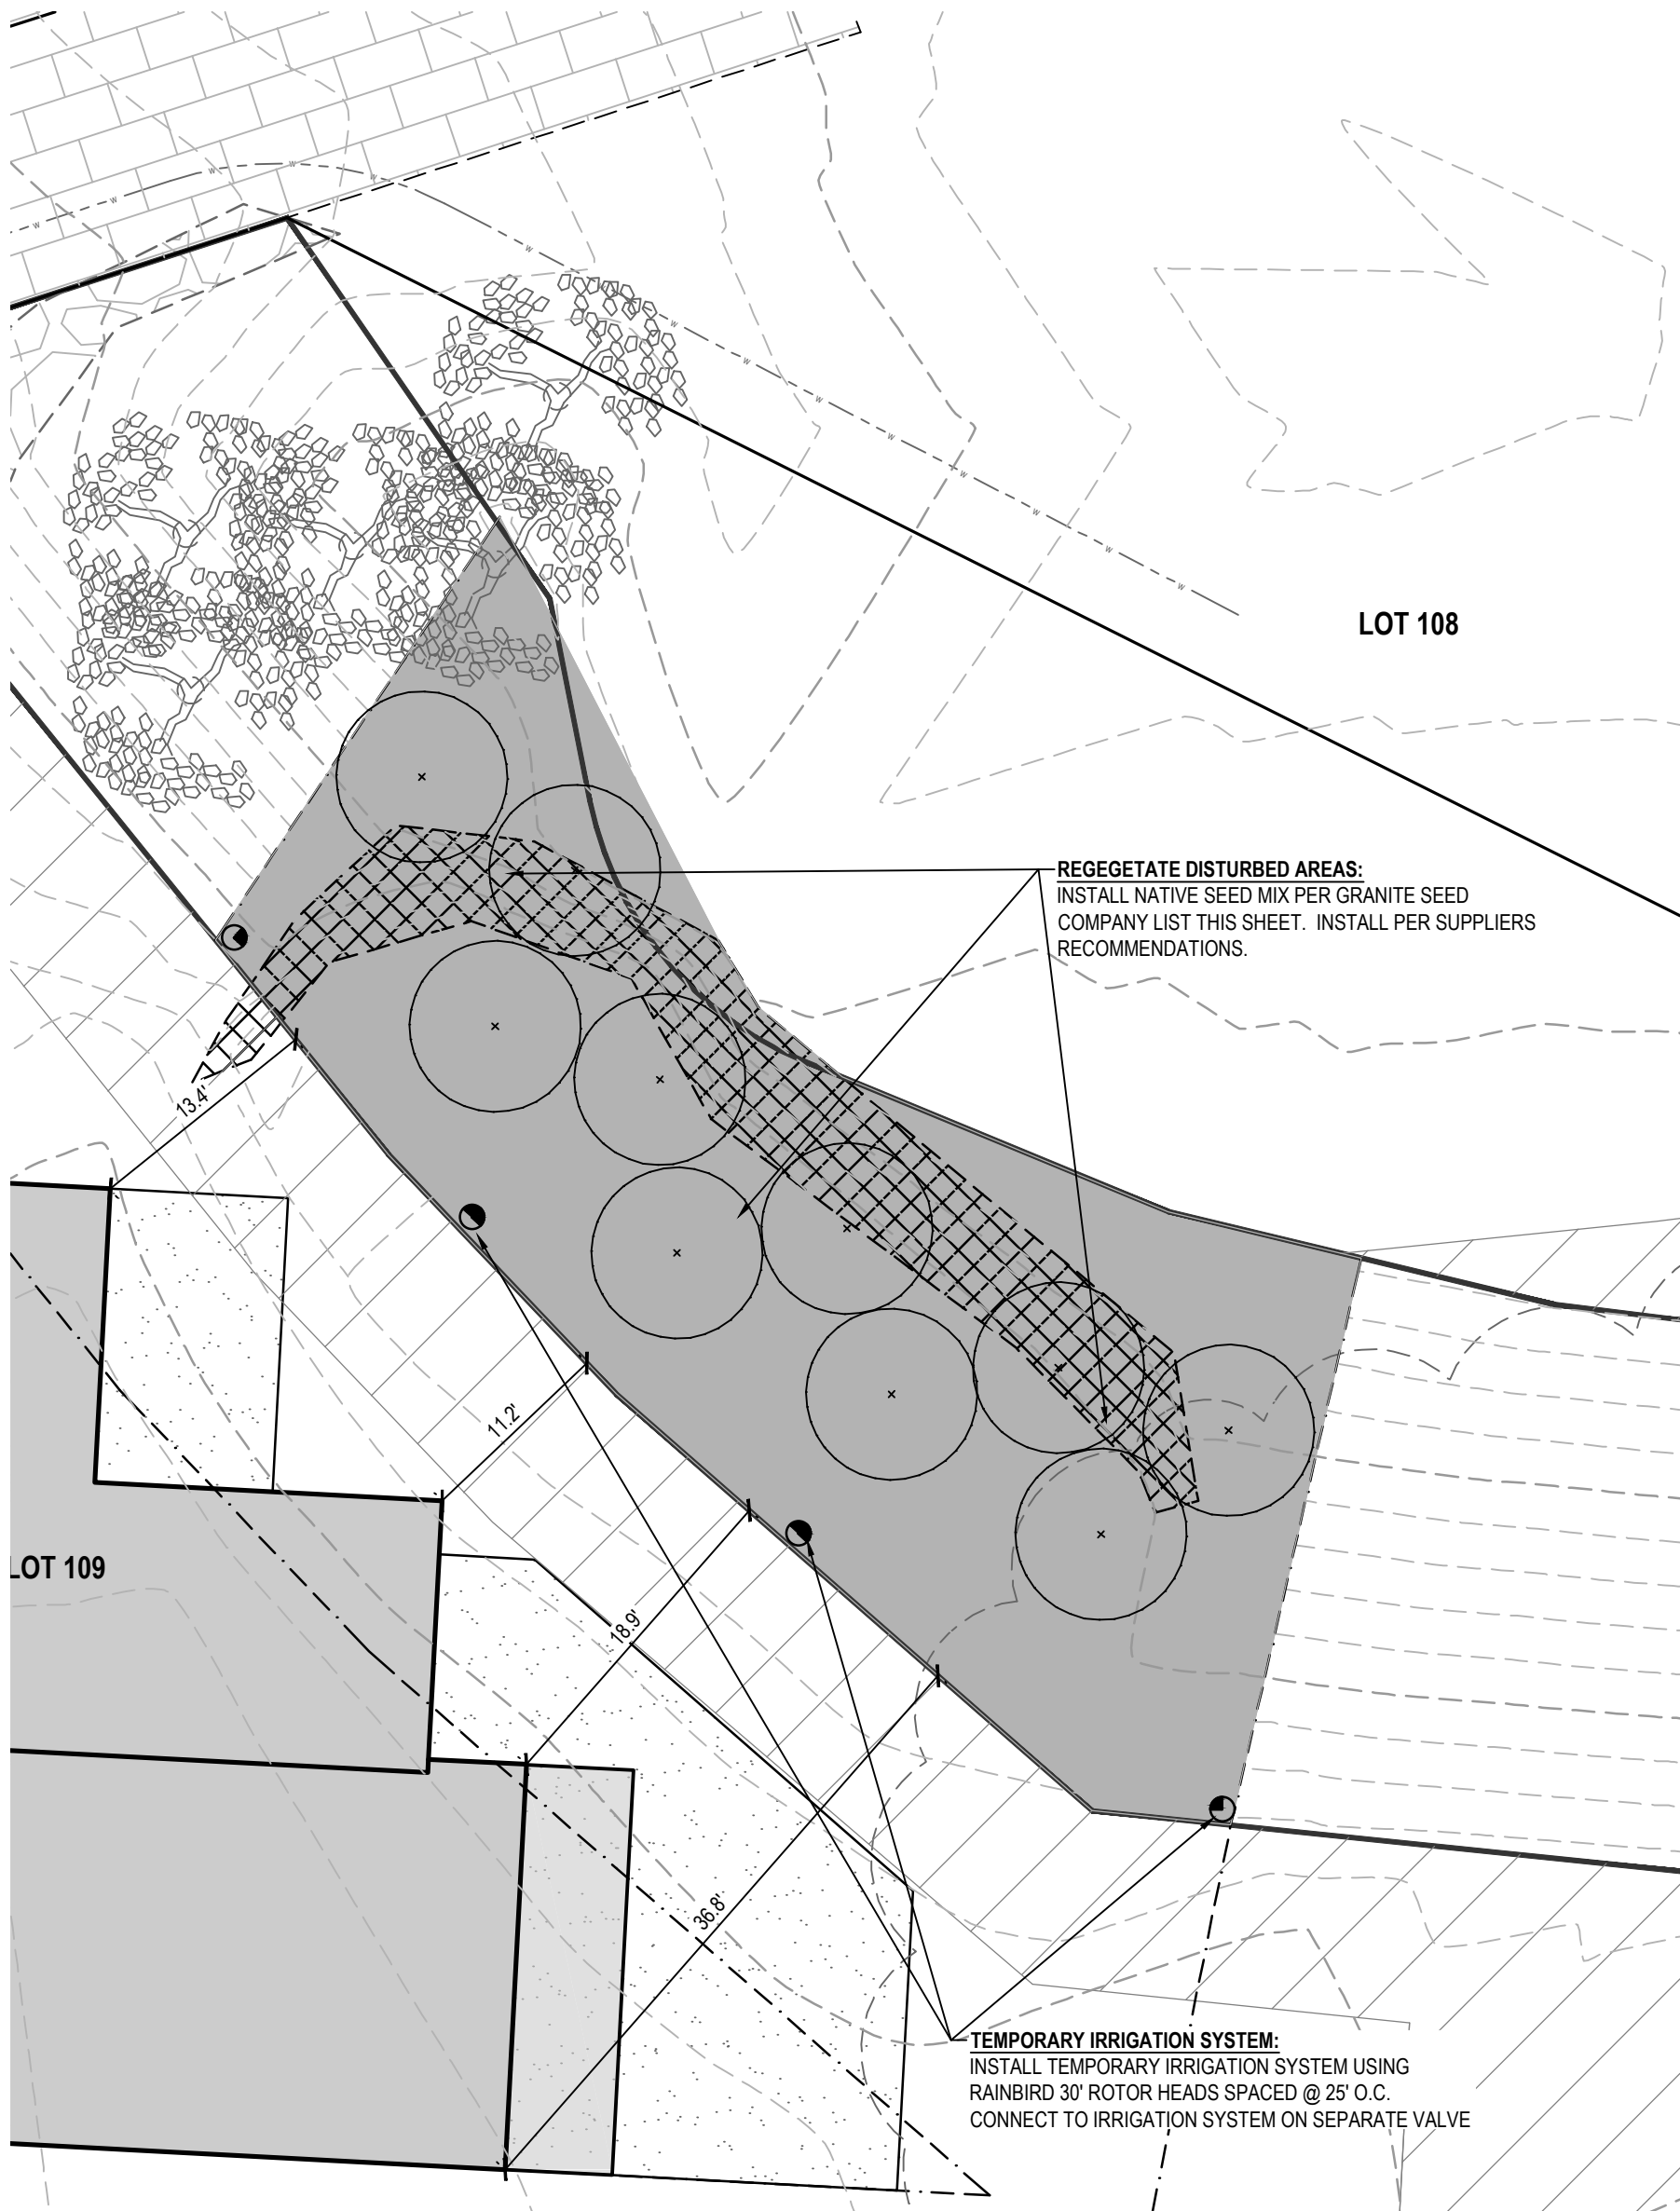 W
W
W
W
W
W
W
W
W
W
W
W
W
W
LOT 108
REGEGETATE DISTURBED AREAS:
INSTALL NATIVE SEED MIX PER GRANITE SEED
COMPANY LIST THIS SHEET. INSTALL PER SUPPLIERS
RECOMMENDATIONS.
13.4'
11.2'
LOT 109
18.9'
36.8'
TEMPORARY IRRIGATION SYSTEM:
INSTALL TEMPORARY IRRIGATION SYSTEM USING
RAINBIRD 30' ROTOR HEADS SPACED @ 25' O.C.
CONNECT TO IRRIGATION SYSTEM ON SEPARATE VALVE